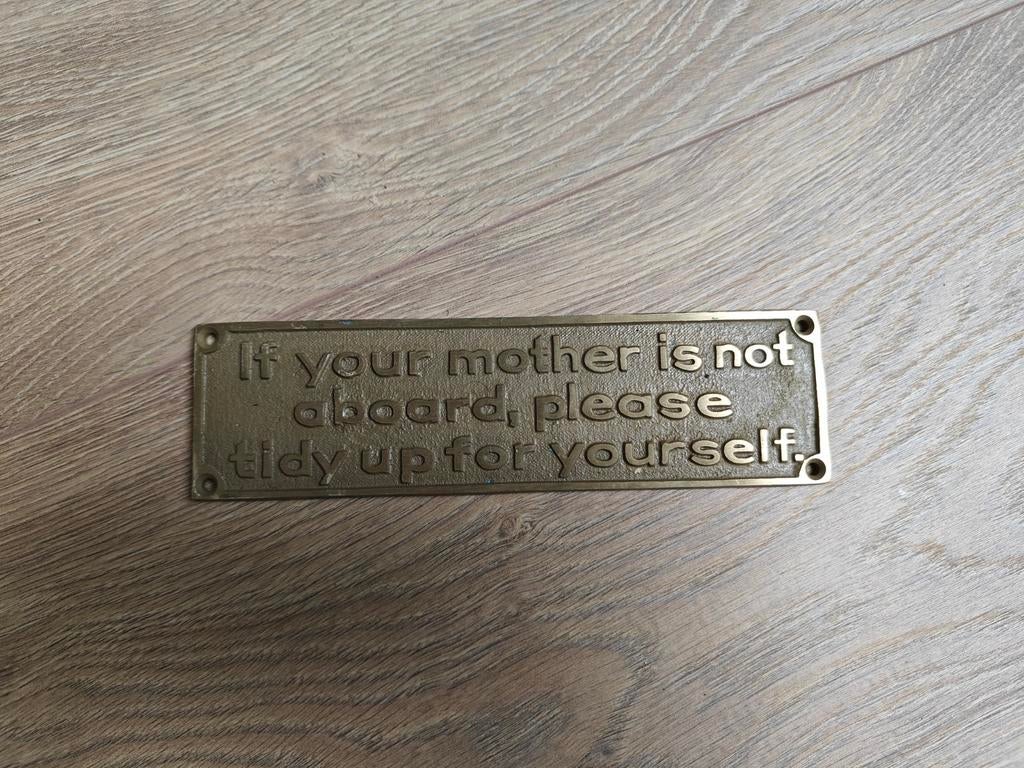 If your mother is not
aboard, please
tidy up for yourself.